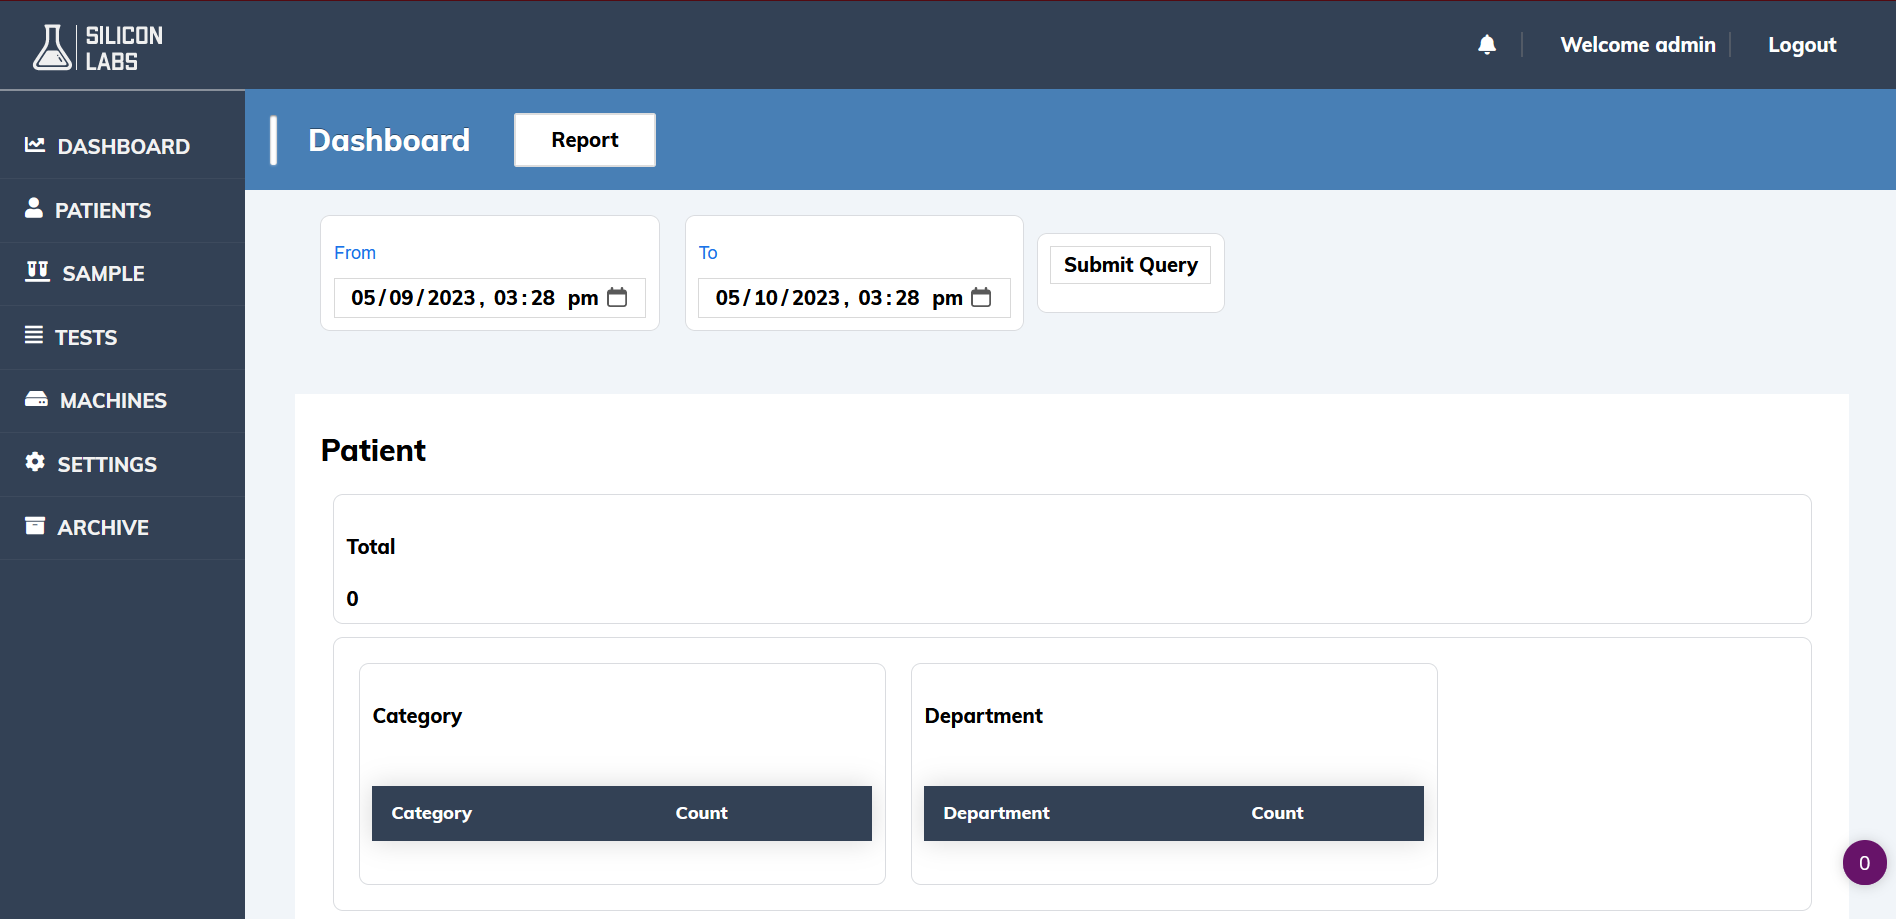 SILICON
LABS
Welcome admin
Logout
DASHBOARD
PATIENTS
SAMPLE
TESTS
MACHINES
SETTINGS
ARCHIVE
Dashboard
Report
From
05/09/2023, 03:28 pm
To
05/10/2023, 03:28 pm
Submit Query
Patient
Total
0
Category
Category Count
Department
Department Count
0